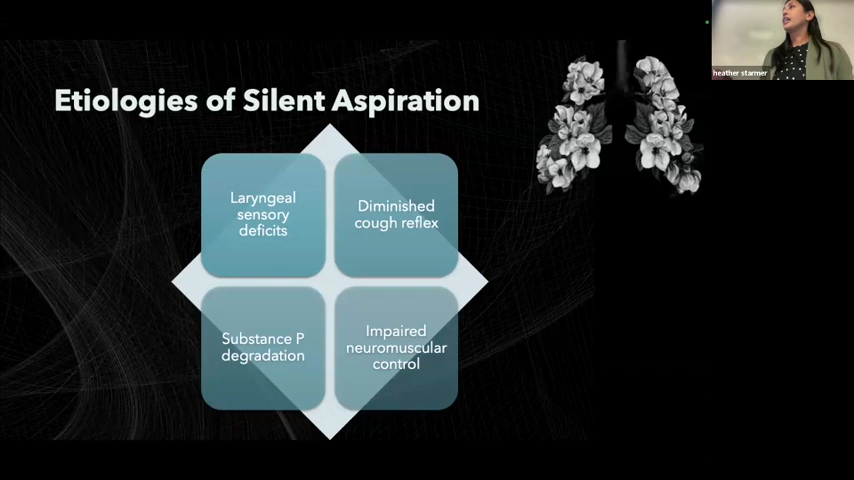 heather starmer
Etiologies of Silent Aspiration
Laryngeal
sensory
deficits
Diminished
cough reflex
Substance P
degradation
Impaired
neuromuscular
control